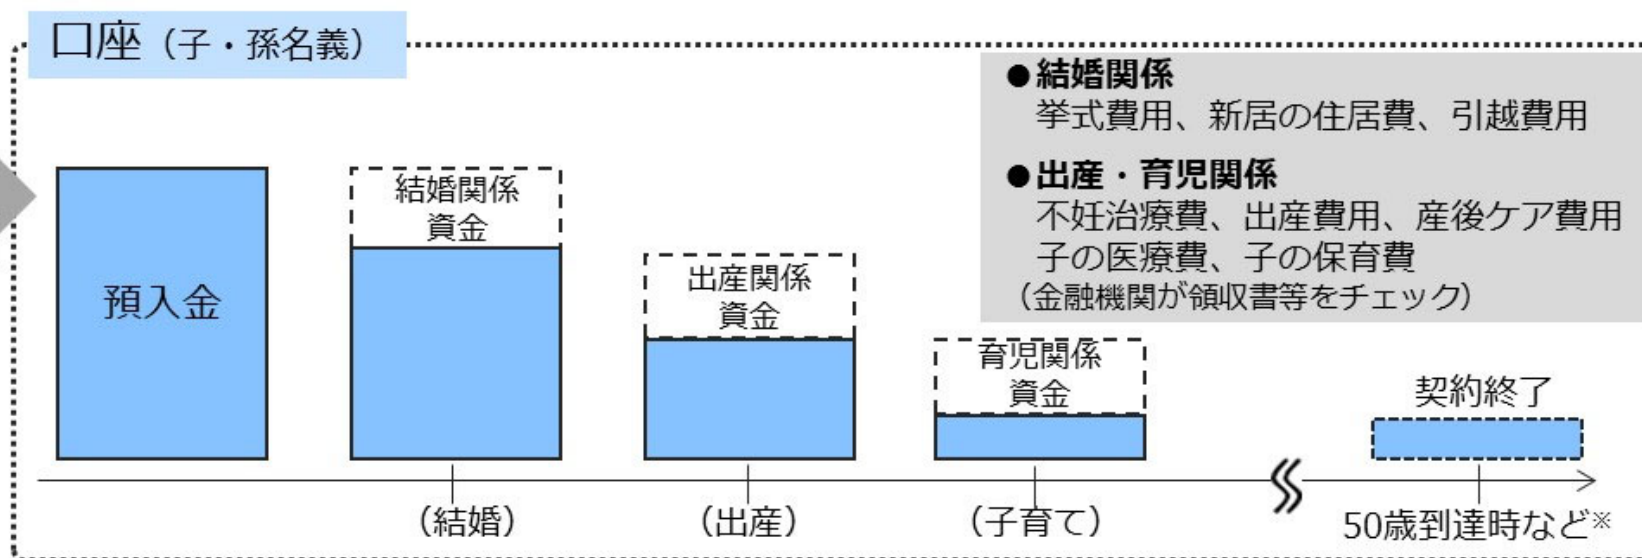 口座（子・孫名義）
●結婚関係
挙式費用、新居の住居費、引越費用
●出産・育児関係
不妊治療費、出産費用、産後ケア費用
子の医療費、子の保育費
（金融機関が領収書等をチェック）
預入金
結婚関係
資金
出産関係
資金
育児関係
資金
契約終了
（結婚）
（出産）
（子育て）
50歳到達時など※